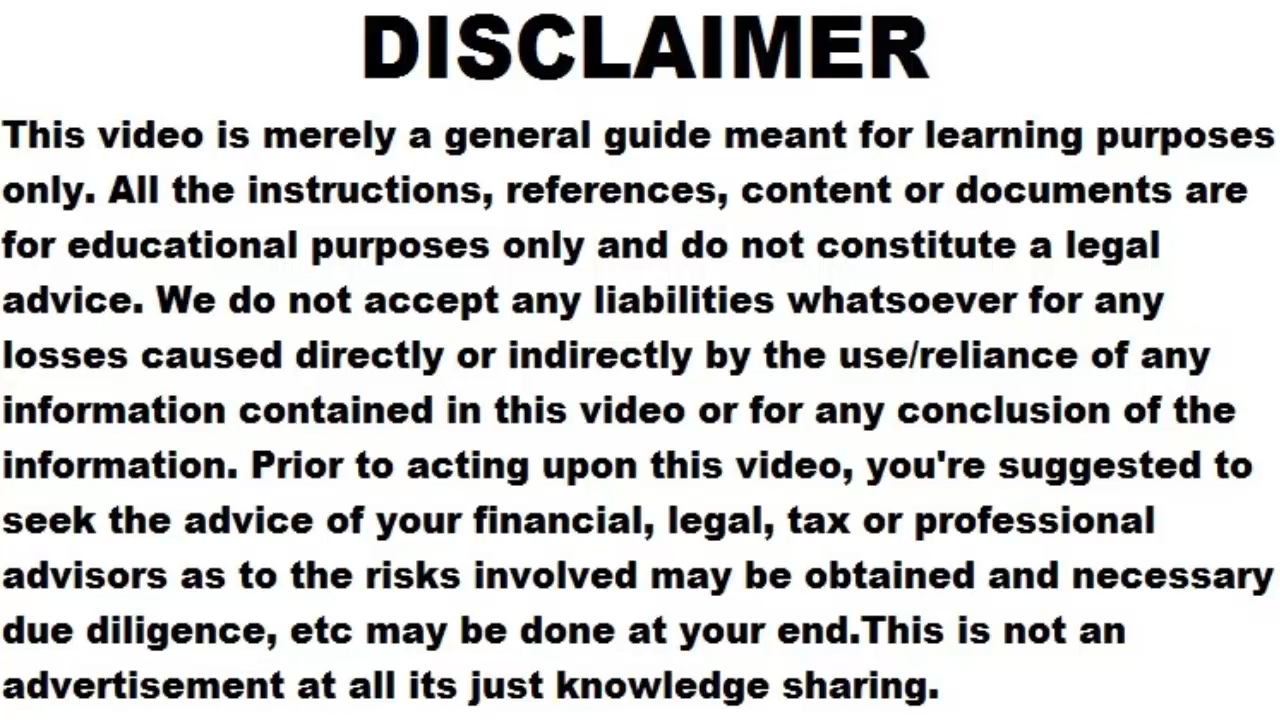 DISCLAIMER
This video is merely a general guide meant for learning purposes
only. All the instructions, references, content or documents are
for educational purposes only and do not constitute a legal
advice. We do not accept any liabilities whatsoever for any
losses caused directly or indirectly by the use/reliance of any
information contained in this video or for any conclusion of the
information. Prior to acting upon this video, you're suggested to
seek the advice of your financial, legal, tax or professional
advisors as to the risks involved may be obtained and necessary
due diligence, etc may be done at your end.This is not an
advertisement at all its just knowledge sharing.